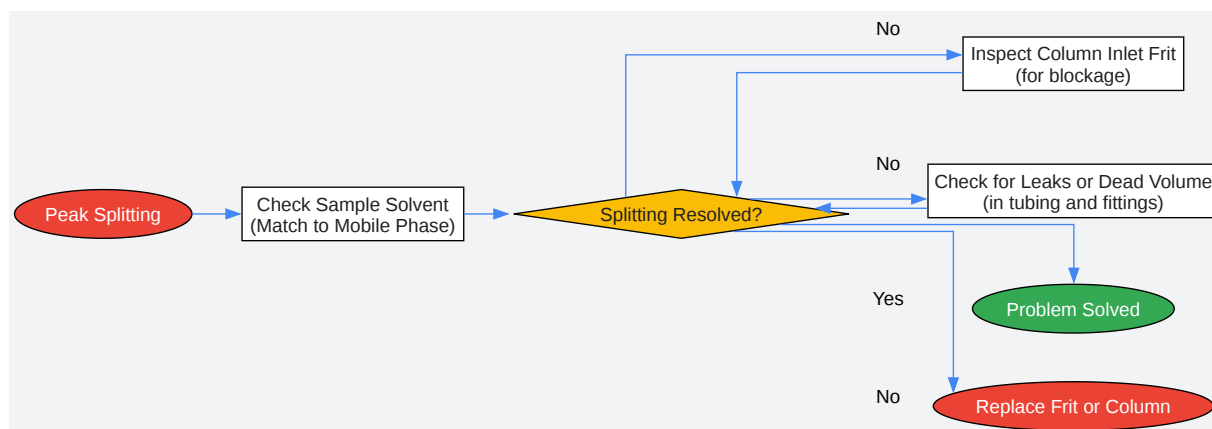 No
Inspect Column Inlet Frit
(for blockage)
No
Check for Leaks or Dead Volume
(in tubing and fittings)
Peak Splitting
Check Sample Solvent
(Match to Mobile Phase)
Splitting Resolved?
Yes
Problem Solved
No
Replace Frit or Column